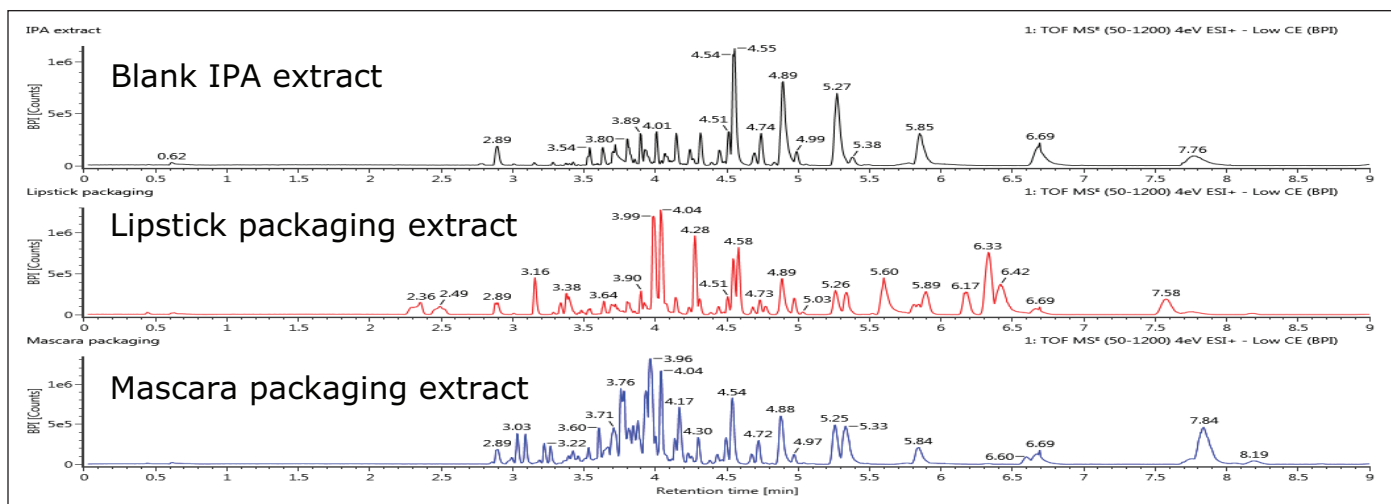 IPA extract 1: TOF MSᴱ (50-1200) 4eV ESI+ - Low CE (BPI)
Blank IPA extract
BPI [Counts]
1e6
5e5
0
0.62 2.89 3.54 3.80 3.89 4.01 4.51 4.54 4.55 4.74 4.89 4.99 5.27 5.38 5.85 6.69 7.76
0 0.5 1 1.5 2 2.5 3 3.5 4 4.5 5 5.5 6 6.5 7 7.5 8 8.5 9
Lipstick packaging 1: TOF MSᴱ (50-1200) 4eV ESI+ - Low CE (BPI)
Lipstick packaging extract
BPI [Counts]
1e6
5e5
0
2.36 2.49 2.89 3.16 3.38 3.64 3.90 3.99 4.04 4.28 4.51 4.58 4.73 4.89 5.03 5.26 5.60 5.89 6.17 6.33 6.42 6.69 7.58
0 0.5 1 1.5 2 2.5 3 3.5 4 4.5 5 5.5 6 6.5 7 7.5 8 8.5 9
Mascara packaging 1: TOF MSᴱ (50-1200) 4eV ESI+ - Low CE (BPI)
Mascara packaging extract
BPI [Counts]
1e6
5e5
0
2.89 3.03 3.22 3.60 3.71 3.76 3.96 4.04 4.17 4.30 4.54 4.72 4.88 4.97 5.25 5.33 5.84 6.60 6.69 7.84 8.19
0 0.5 1 1.5 2 2.5 3 3.5 4 4.5 5 5.5 6 6.5 7 7.5 8 8.5 9
Retention time [min]